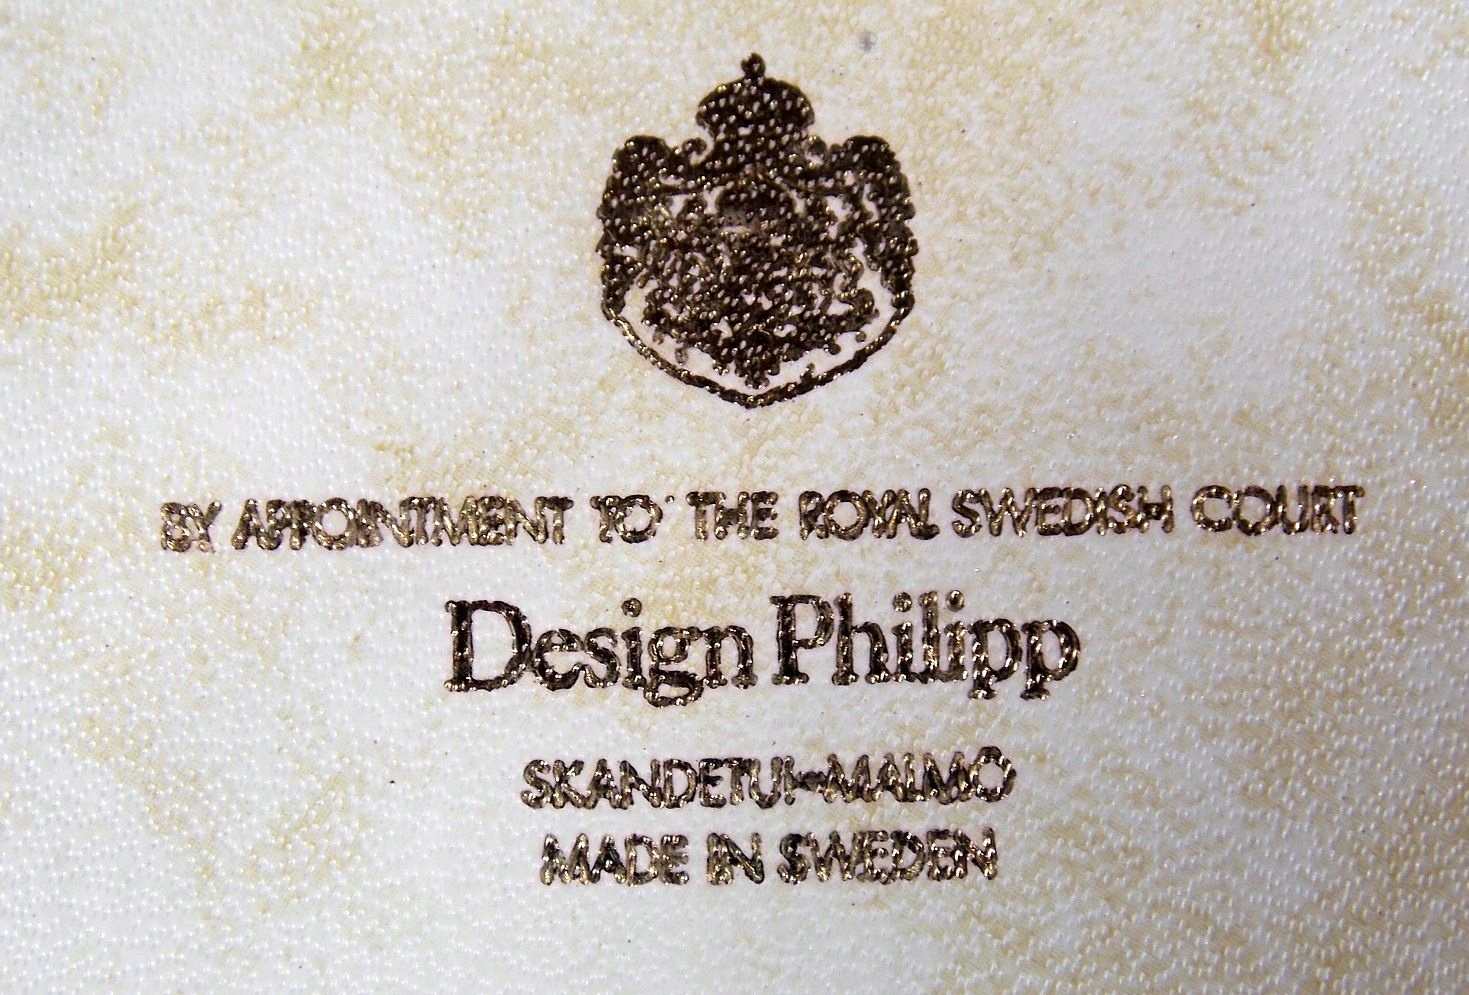 BY APPOINTMENT TO THE ROYAL SWEDISH COURT
Design Philipp
SKANDETUI-MALMÖ
MADE IN SWEDEN